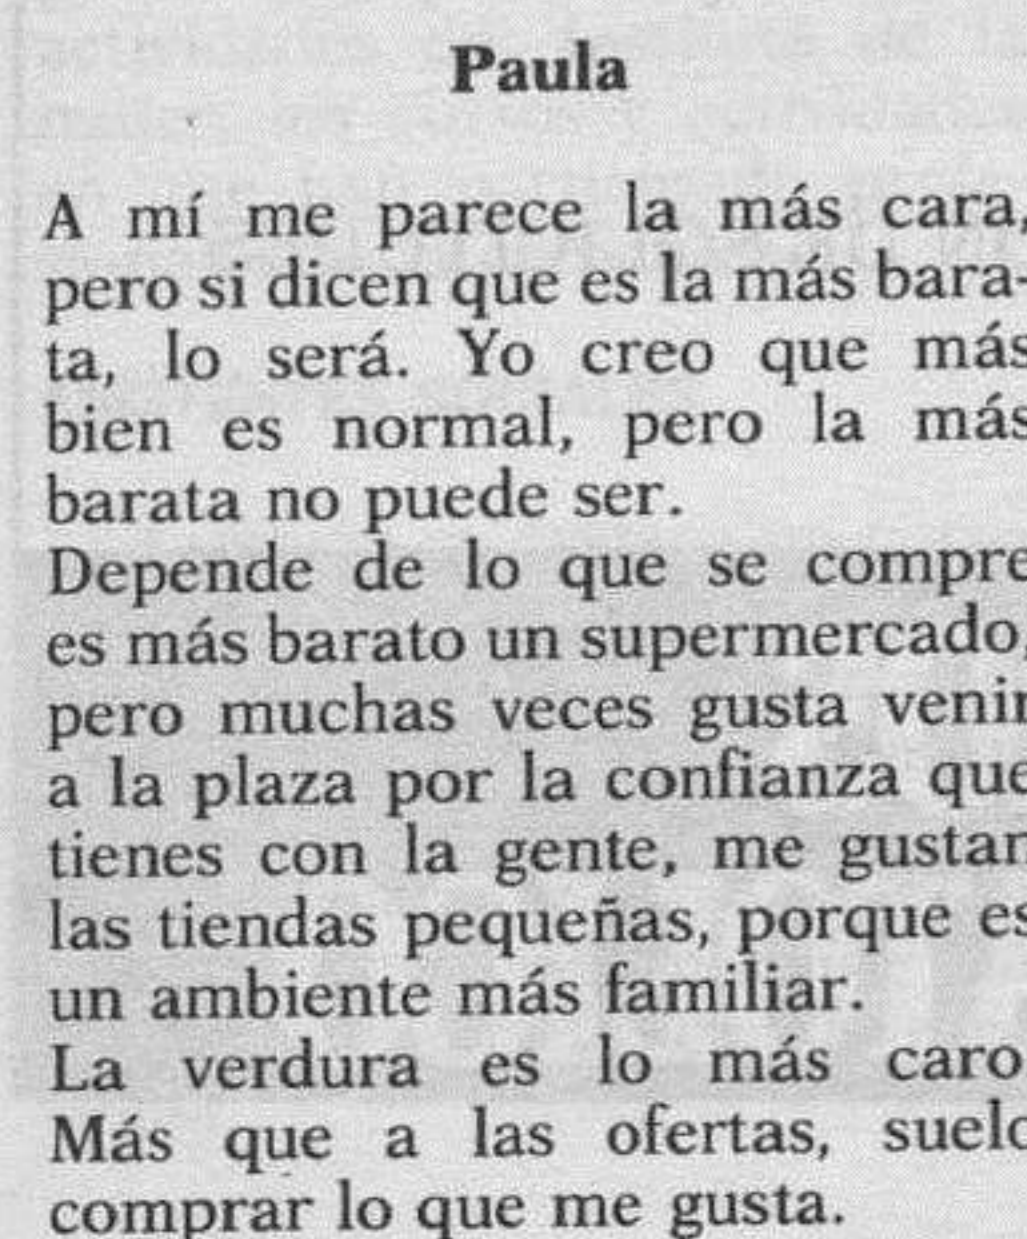 Paula
A mí me parece la más cara,
pero si dicen que es la más bara-
ta, lo será. Yo creo que más
bien es normal, pero la más
barata no puede ser.
Depende de lo que se compre
es más barato un supermercado,
pero muchas veces gusta venir
a la plaza por la confianza que
tienes con la gente, me gustan
las tiendas pequeñas, porque es
un ambiente más familiar.
La verdura es lo más caro.
Más que a las ofertas, suelo
comprar lo que me gusta.